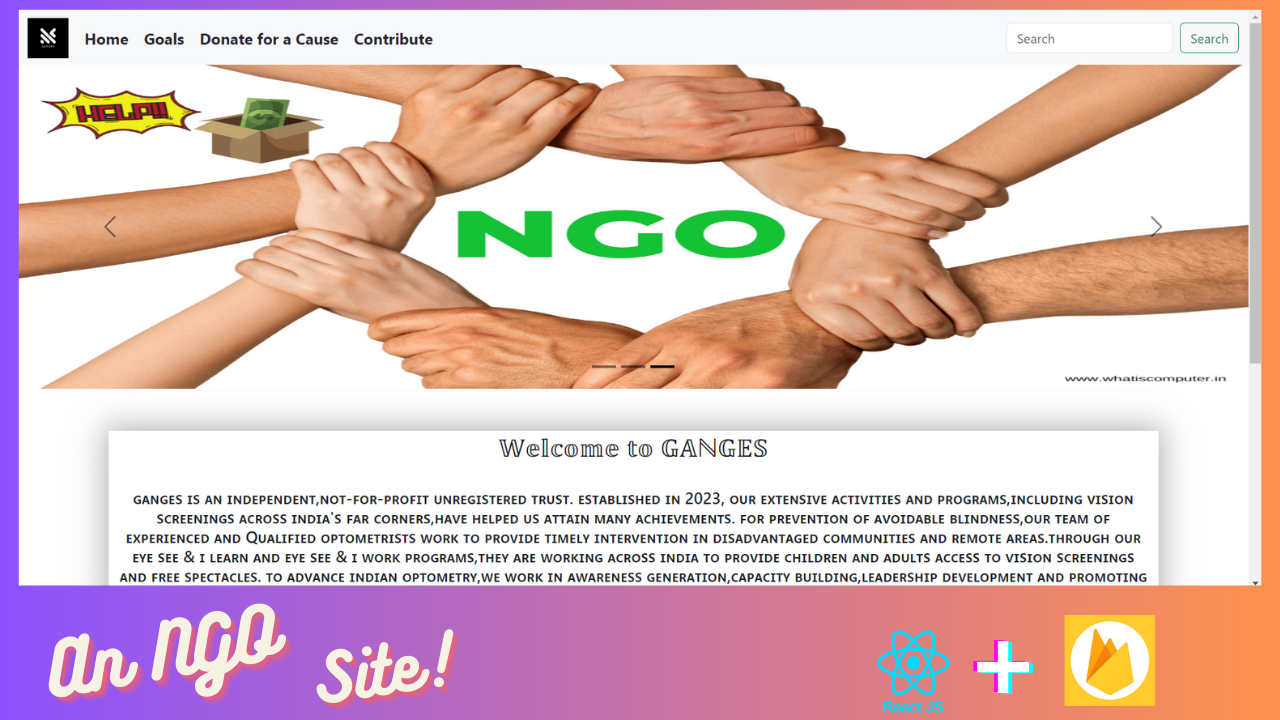 Home Goals Donate for a Cause Contribute Search Search
HELP!!
NGO
www.whatiscomputer.in
Welcome to GANGES
GANGES IS AN INDEPENDENT,NOT-FOR-PROFIT UNREGISTERED TRUST. ESTABLISHED IN 2023, OUR EXTENSIVE ACTIVITIES AND PROGRAMS,INCLUDING VISION
SCREENINGS ACROSS INDIA'S FAR CORNERS,HAVE HELPED US ATTAIN MANY ACHIEVEMENTS. FOR PREVENTION OF AVOIDABLE BLINDNESS,OUR TEAM OF
EXPERIENCED AND QUALIFIED OPTOMETRISTS WORK TO PROVIDE TIMELY INTERVENTION IN DISADVANTAGED COMMUNITIES AND REMOTE AREAS.THROUGH OUR
EYE SEE & I LEARN AND EYE SEE & I WORK PROGRAMS,THEY ARE WORKING ACROSS INDIA TO PROVIDE CHILDREN AND ADULTS ACCESS TO VISION SCREENINGS
AND FREE SPECTACLES. TO ADVANCE INDIAN OPTOMETRY,WE WORK IN AWARENESS GENERATION,CAPACITY BUILDING,LEADERSHIP DEVELOPMENT AND PROMOTING
An NGO Site!
React JS